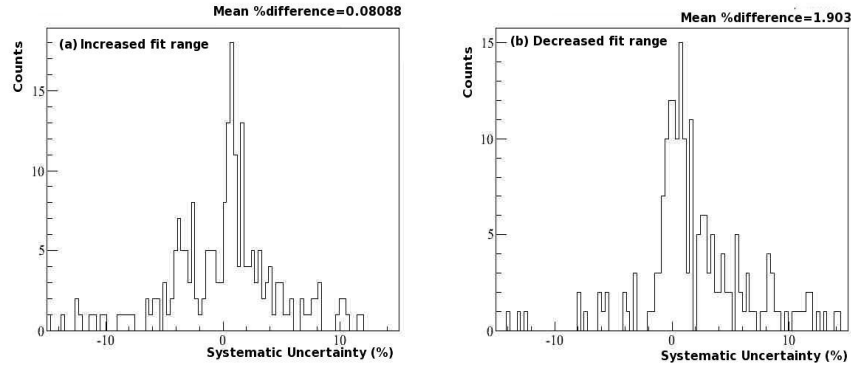 Mean %difference=0.08088
(a) Increased fit range
Counts
15
10
5
0
-10
0
10
Systematic Uncertainty (%)
Mean %difference=1.903
(b) Decreased fit range
Counts
15
10
5
0
-10
0
10
Systematic Uncertainty (%)